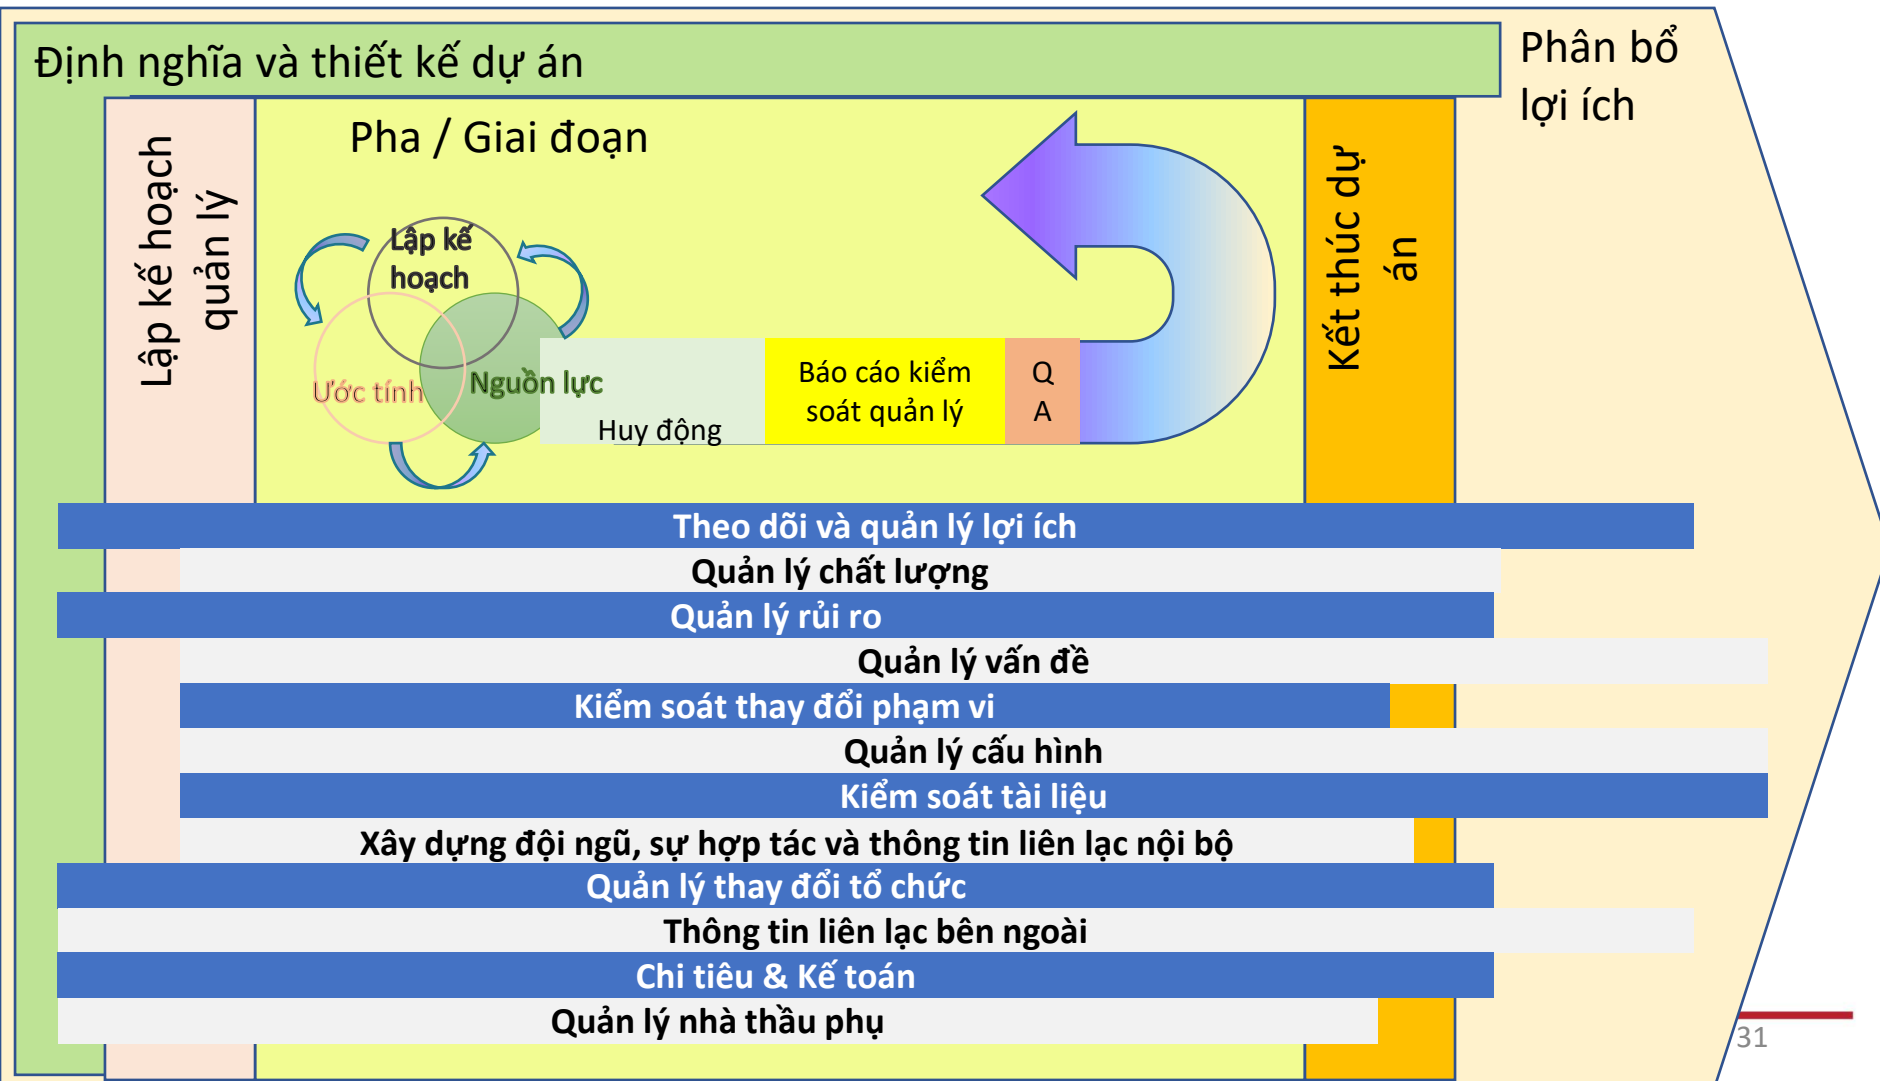 Định nghĩa và thiết kế dự án
Phân bổ
lợi ích
Lập kế hoạch
quản lý
Pha / Giai đoạn
Lập kế
hoạch
Ước tính
Nguồn lực
Huy động
Báo cáo kiểm
soát quản lý
Q
A
Kết thúc dự
án
Theo dõi và quản lý lợi ích
Quản lý chất lượng
Quản lý rủi ro
Quản lý vấn đề
Kiểm soát thay đổi phạm vi
Quản lý cấu hình
Kiểm soát tài liệu
Xây dựng đội ngũ, sự hợp tác và thông tin liên lạc nội bộ
Quản lý thay đổi tổ chức
Thông tin liên lạc bên ngoài
Chi tiêu & Kế toán
Quản lý nhà thầu phụ
31